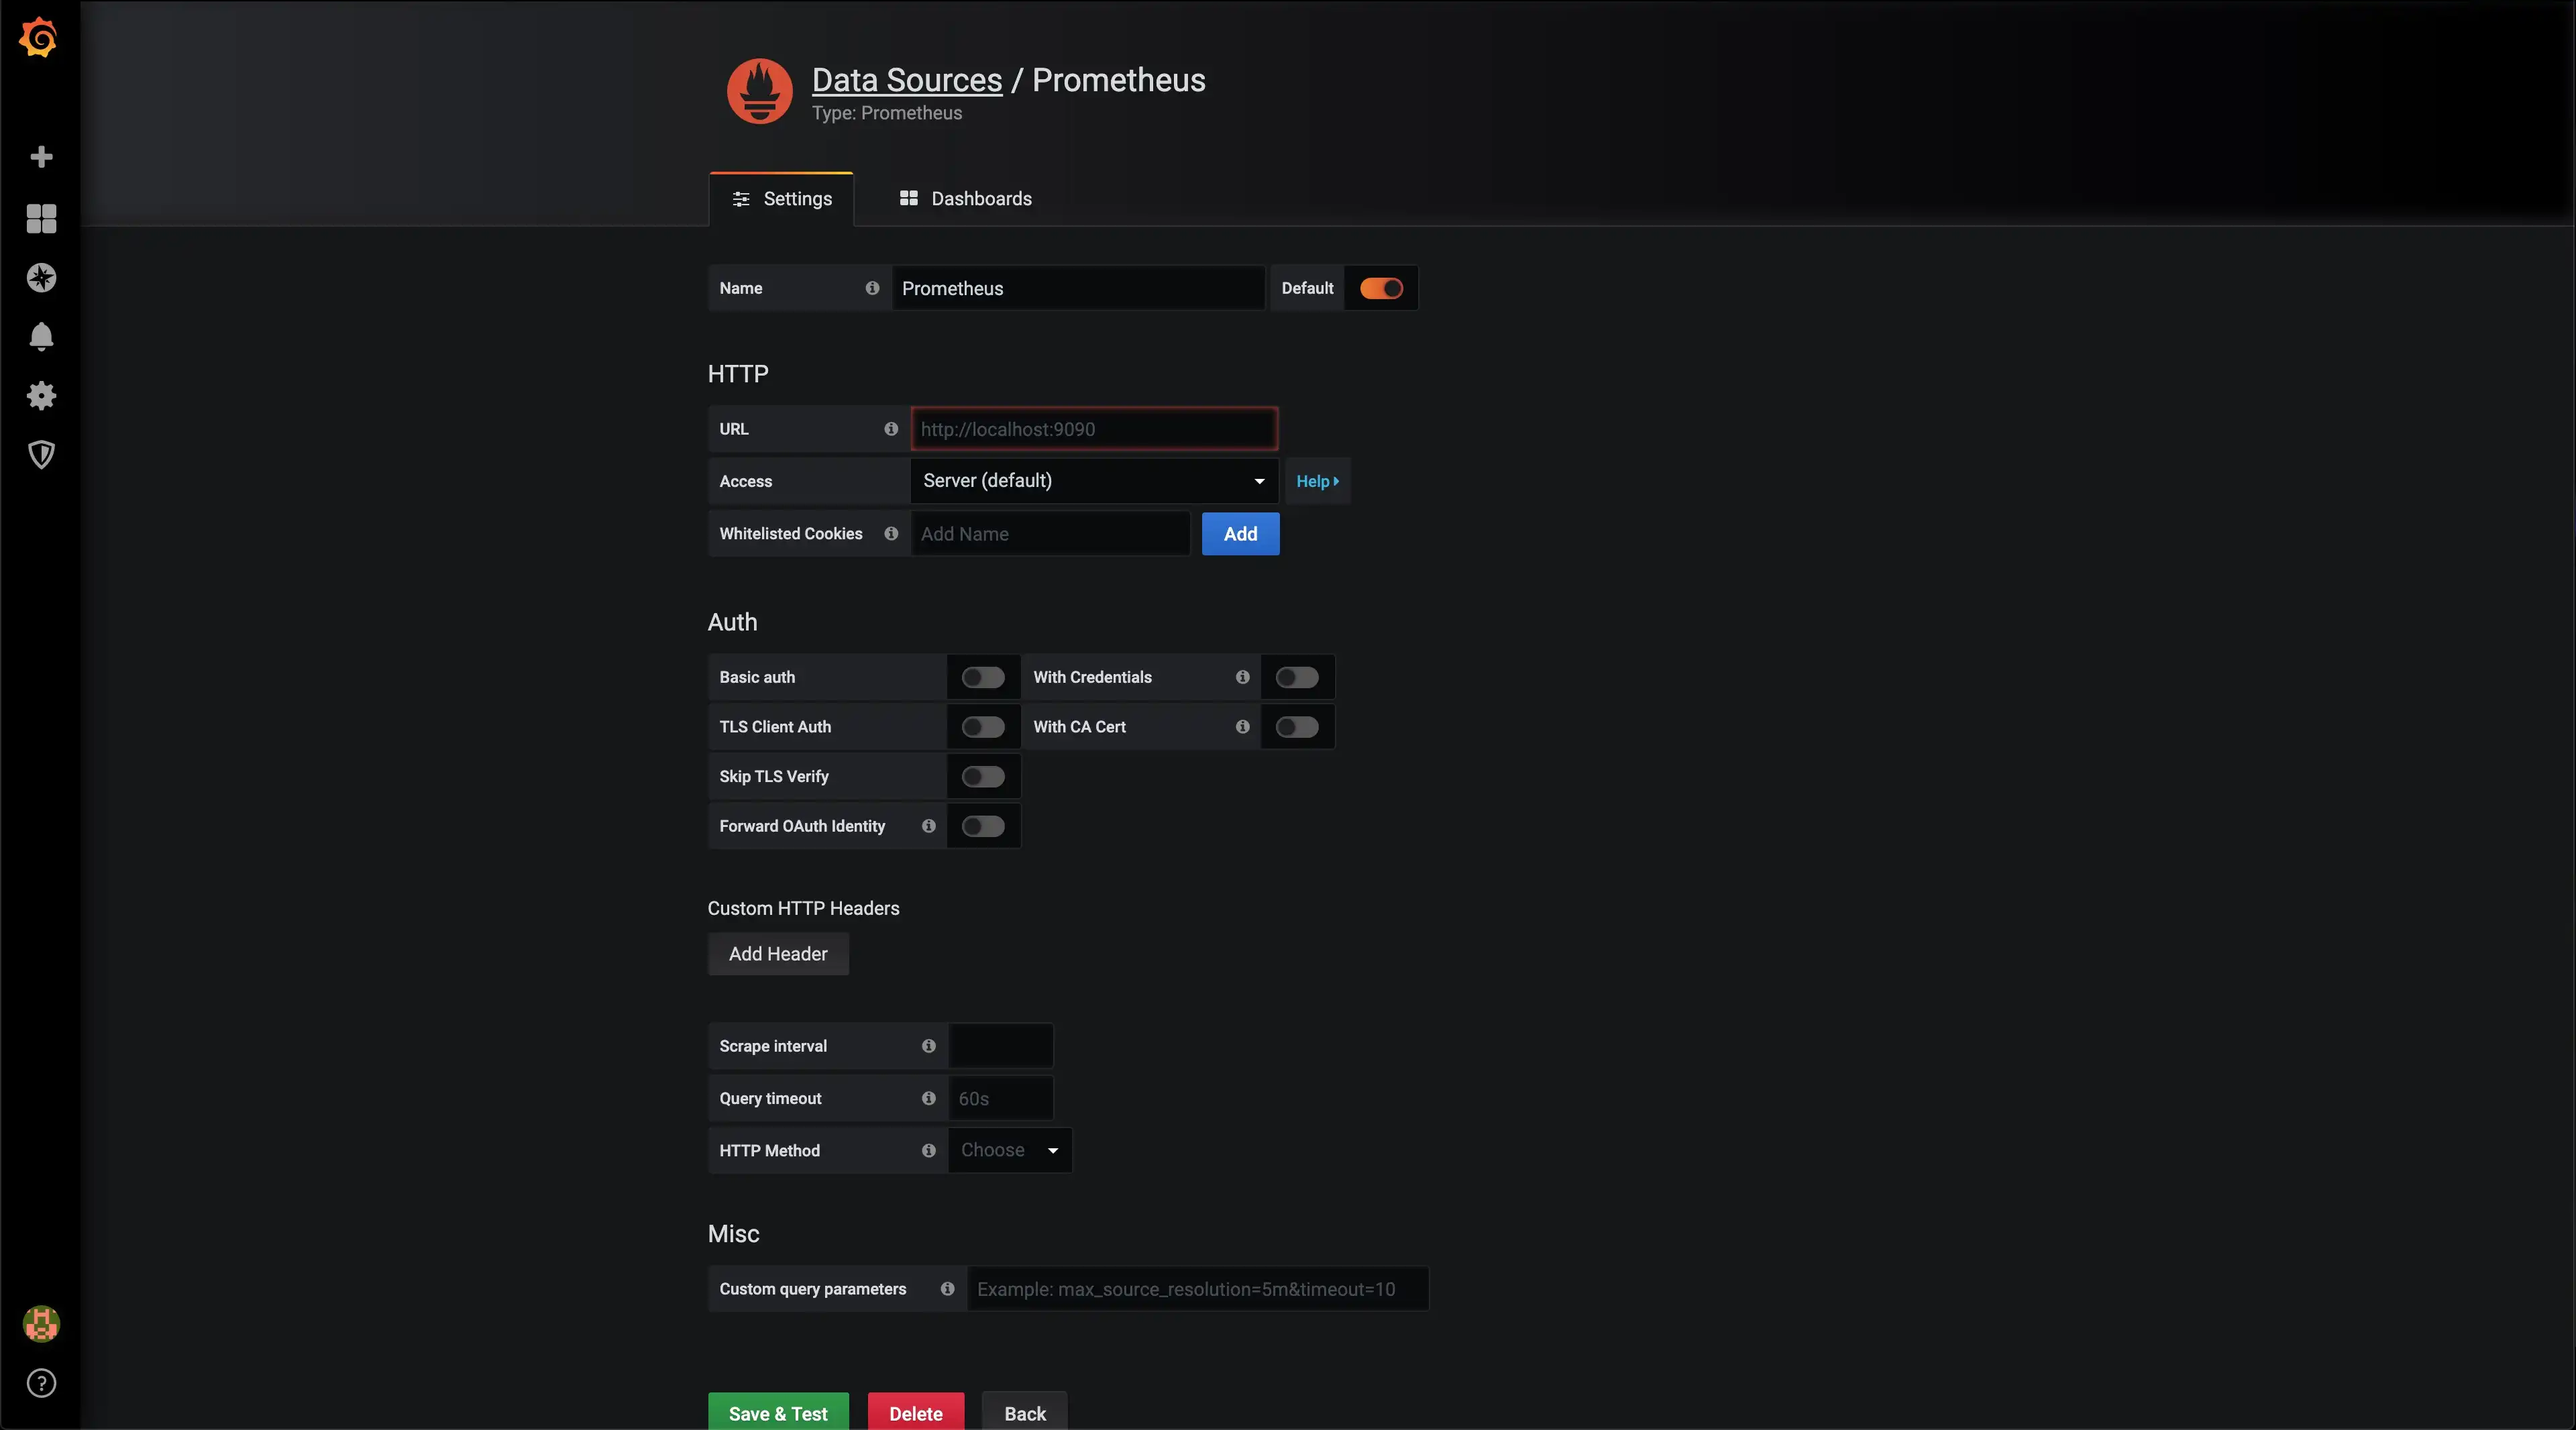 Data Sources / Prometheus
Type: Prometheus
Settings
Dashboards
Name
Prometheus
Default
HTTP
URL
http://localhost:9090
Access
Server (default)
Help
Whitelisted Cookies
Add Name
Add
Auth
Basic auth
With Credentials
TLS Client Auth
With CA Cert
Skip TLS Verify
Forward OAuth Identity
Custom HTTP Headers
Add Header
Scrape interval
Query timeout
60s
HTTP Method
Choose
Misc
Custom query parameters
Example: max_source_resolution=5m&timeout=10
Save & Test
Delete
Back